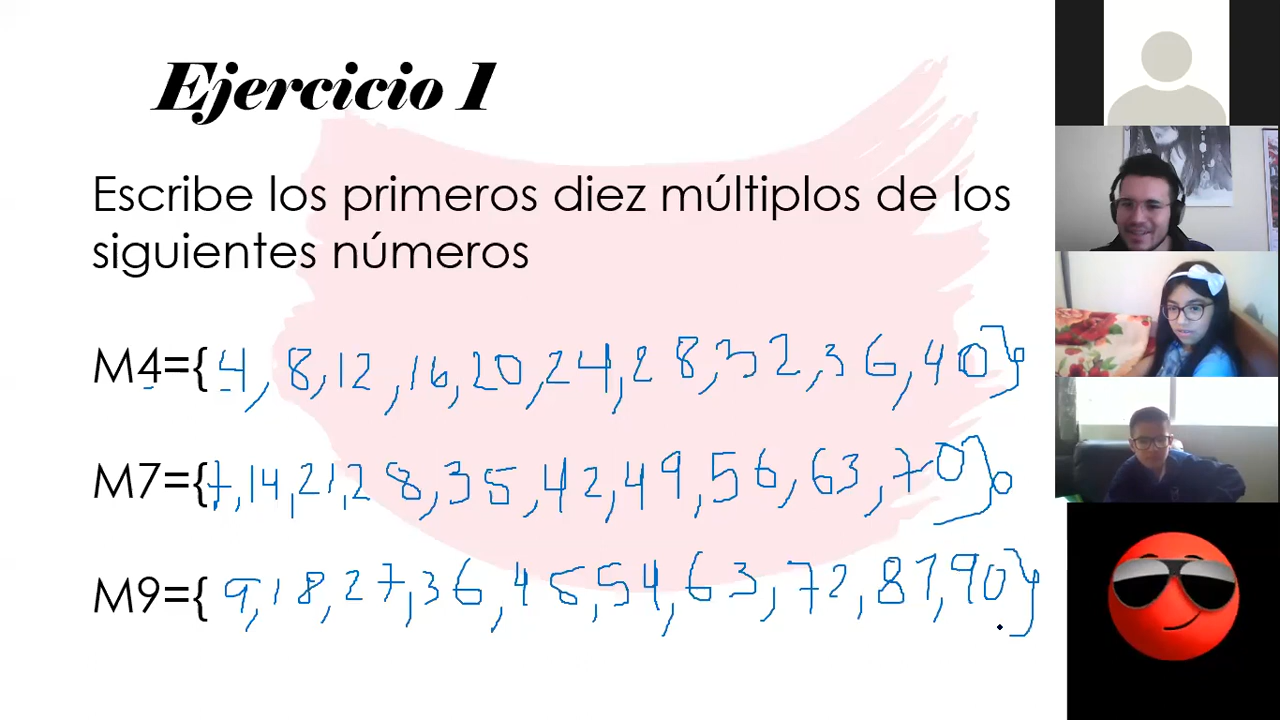 Ejercicio 1
Escribe los primeros diez múltiplos de los
siguientes números
M4={4,8,12,16,20,24,28,32,36,40}
M7={7,14,21,28,35,42,49,56,63,70}
M9={9,18,27,36,45,54,63,72,81,90}